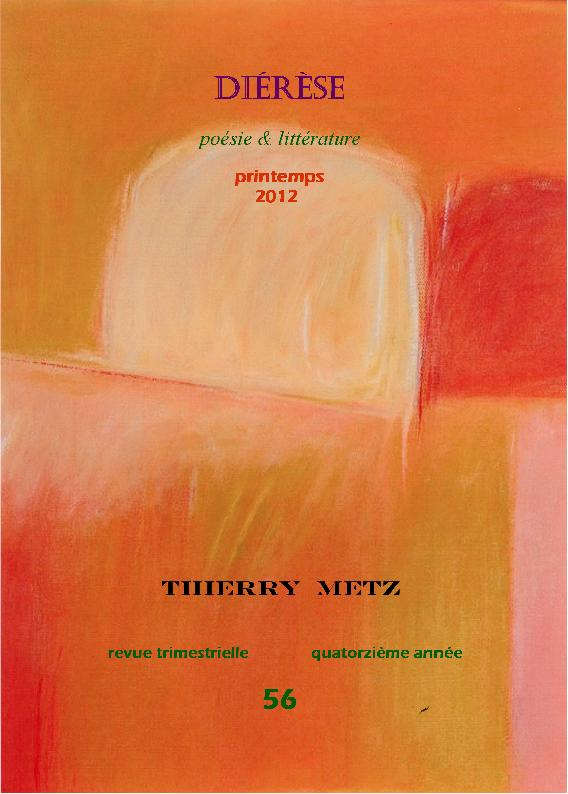 DIÉRÈSE
poésie & littérature
printemps
2012
THIERRY METZ
revue trimestrielle quatorzième année
56